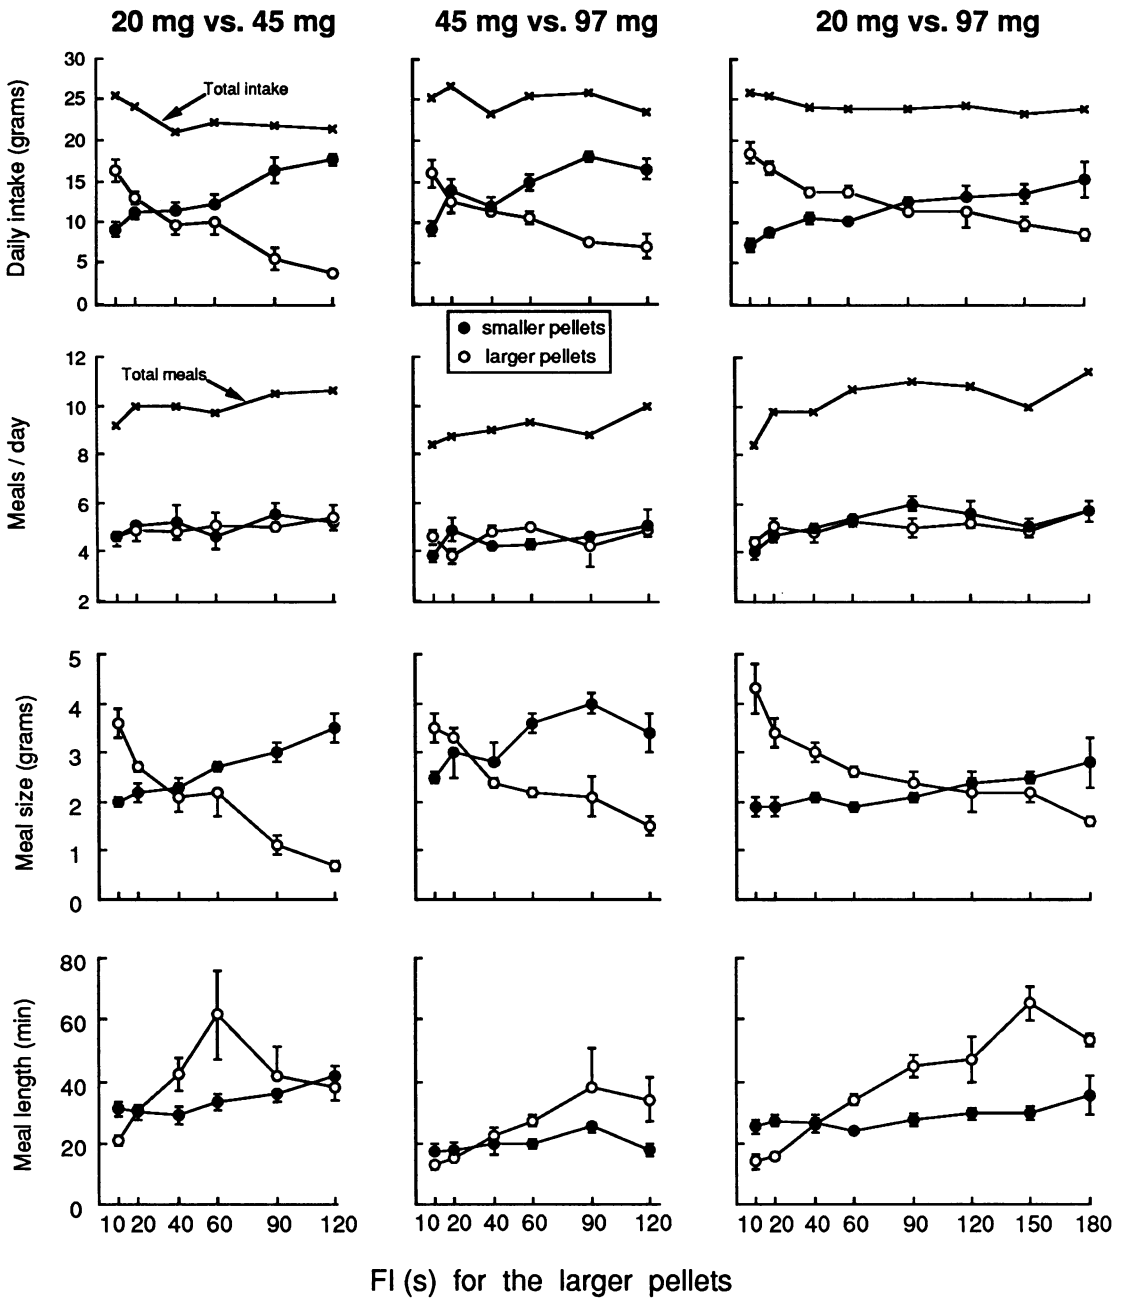 20 mg vs. 45 mg
45 mg vs. 97 mg
20 mg vs. 97 mg
Daily intake (grams)
30
25
20
15
10
5
0
Total intake
smaller pellets
larger pellets
Meals / day
12
10
8
6
4
2
Total meals
Meal size (grams)
5
4
3
2
1
0
Meal length (min)
80
60
40
20
0
10 20 40 60 90 120
10 20 40 60 90 120
10 20 40 60 90 120 150 180
FI (s) for the larger pellets